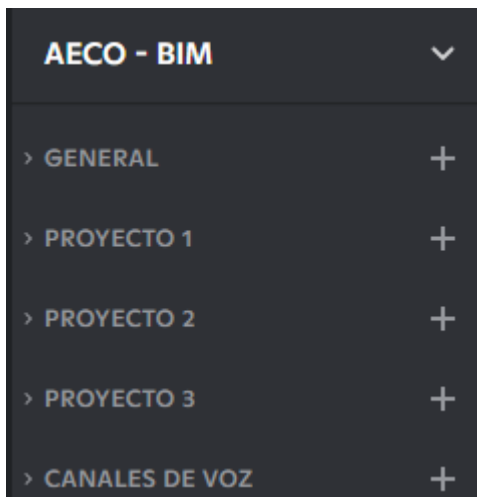 AECO - BIM
GENERAL
PROYECTO 1
PROYECTO 2
PROYECTO 3
CANALES DE VOZ